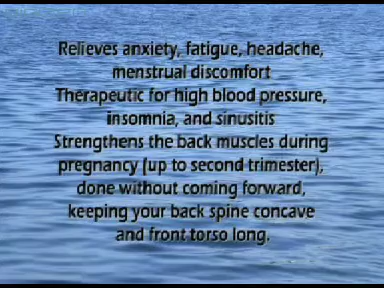 Relieves anxiety, fatigue, headache,
menstrual discomfort
Therapeutic for high blood pressure,
insomnia, and sinusitis
Strengthens the back muscles during
pregnancy (up to second trimester),
done without coming forward,
keeping your back spine concave
and front torso long.